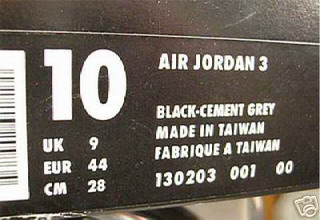 10
AIR JORDAN 3
BLACK-CEMENT GREY
UK 9
MADE IN TAIWAN
EUR 44
FABRIQUE A TAIWAN
CM 28
130203 001 00